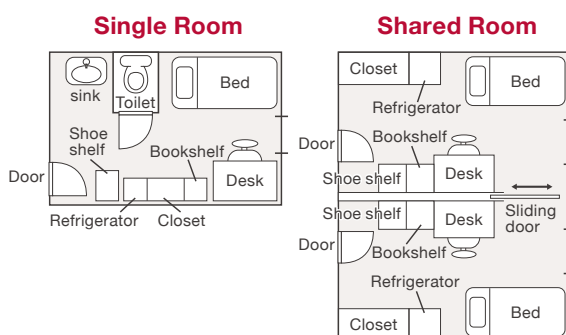 Single Room
sink
Toilet
Bed
Shoe
shelf
Bookshelf
Door
Desk
Refrigerator
Closet
Shared Room
Closet
Bed
Refrigerator
Door
Bookshelf
Shoe shelf
Desk
Shoe shelf
Desk
Sliding
door
Door
Bookshelf
Refrigerator
Closet
Bed